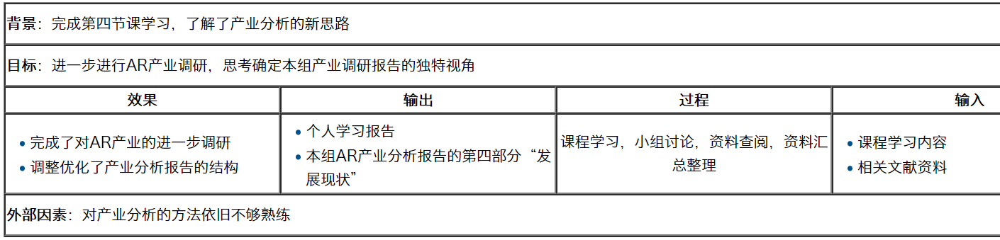 背景：完成第四节课学习，了解了产业分析的新思路
目标：进一步进行AR产业调研，思考确定本组产业调研报告的独特视角
效果 输出 过程 输入
完成了对AR产业的进一步调研
调整优化了产业分析报告的结构
个人学习报告
本组AR产业分析报告的第四部分“发
展现状”
课程学习，小组讨论，资料查阅，资料汇
总整理
课程学习内容
相关文献资料
外部因素：对产业分析的方法依旧不够熟练